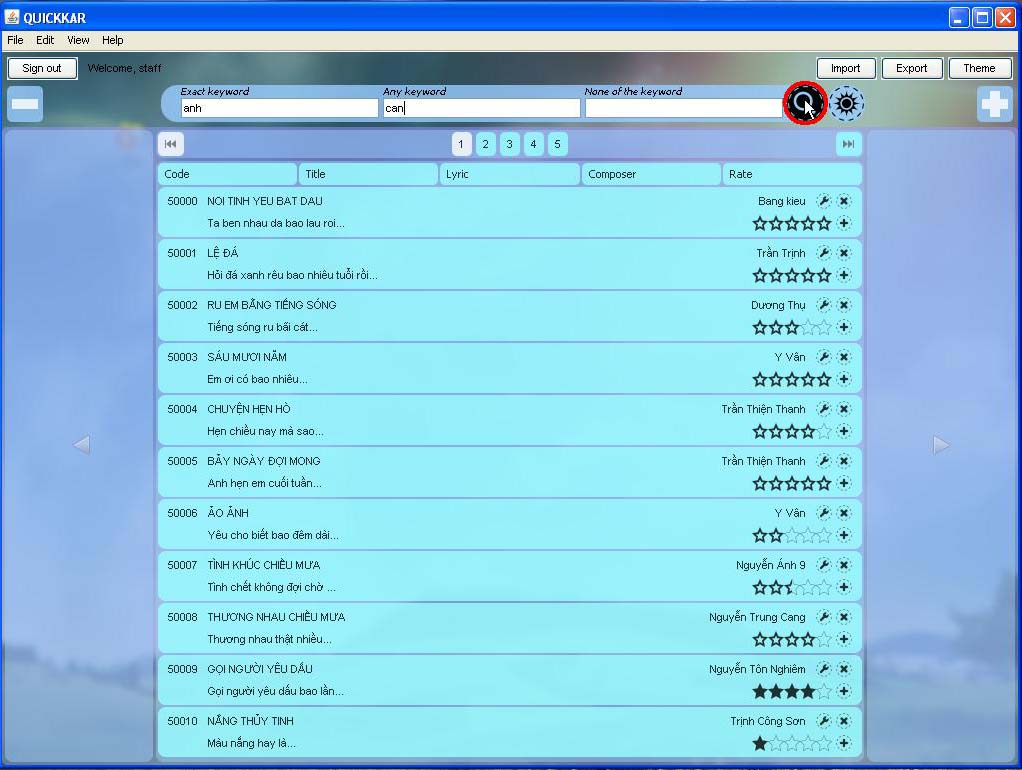 QUICKKAR
File Edit View Help
Sign out Welcome, staff Import Export Theme
Exact keyword Any keyword None of the keyword
anh can
1 2 3 4 5
Code Title Lyric Composer Rate
50000 NOI TINH YEU BAT DAU Bang kieu
Ta ben nhau da bao lau roi...
50001 LỆ ĐÁ Trần Trịnh
Hỏi đá xanh rêu bao nhiêu tuổi rồi...
50002 RU EM BẰNG TIẾNG SÓNG Dương Thụ
Tiếng sóng ru bãi cát...
50003 SÁU MƯƠI NĂM Y Vân
Em ơi có bao nhiêu...
50004 CHUYỆN HẸN HÒ Trần Thiện Thanh
Hẹn chiều nay mà sao...
50005 BẢY NGÀY ĐỢI MONG Trần Thiện Thanh
Anh hẹn em cuối tuần...
50006 ẢO ẢNH Y Vân
Yêu cho biết bao đêm dài...
50007 TÌNH KHÚC CHIỀU MƯA Nguyễn Ánh 9
Tình chết không đợi chờ ...
50008 THƯƠNG NHAU CHIỀU MƯA Nguyễn Trung Cang
Thương nhau thật nhiều...
50009 GỌI NGƯỜI YÊU DẤU Nguyễn Tôn Nghiêm
Gọi người yêu dấu bao lần...
50010 NẮNG THỦY TINH Trịnh Công Sơn
Màu nắng hay là...